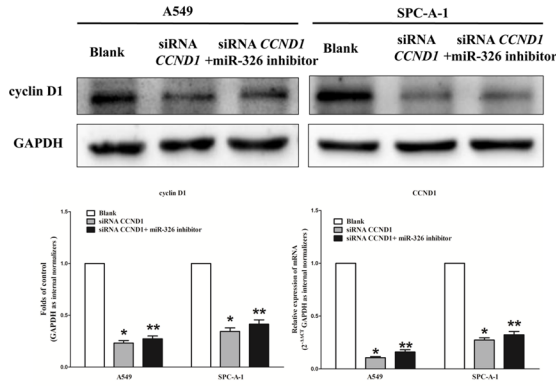 A549
SPC-A-1
Blank
siRNA CCND1
siRNA CCND1 +miR-326 inhibitor
Blank
siRNA CCND1
siRNA CCND1 +miR-326 inhibitor
cyclin D1
GAPDH
cyclin D1
Blank
siRNA CCND1
siRNA CCND1+ miR-326 inhibitor
Folds of control
(GAPDH as internal normalizers )
1.5
1.0
0.5
0.0
*
**
*
**
A549
SPC-A-1
CCND1
Blank
siRNA CCND1
siRNA CCND1+ miR-326 inhibitor
Relative expression of mRNA
(2^-ΔΔCT GAPDH as internal normalizers )
1.5
1.0
0.5
0.0
*
**
*
**
A549
SPC-A-1